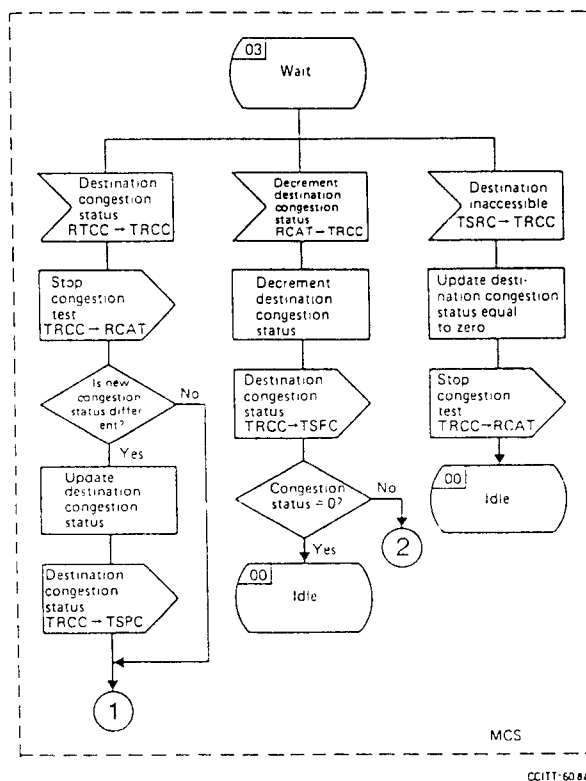 03
Wait
Destination
congestion
status
RTCC → TRCC
Stop
congestion
test
TRCC → RCAT
Is new
congestion
status differ
ent?
No
Yes
Update
destination
congestion
status
Destination
congestion
status
TRCC → TSPC
1
Decrement
destination
congestion
status
RCAT → TRCC
Decrement
destination
congestion
status
Destination
congestion
status
TRCC → TSFC
Congestion
status = 0?
No
2
Yes
00
Idle
Destination
inaccessible
TSRC → TRCC
Update desti-
nation congestion
status equal
to zero
Stop
congestion
test
TRCC → RCAT
00
Idle
MCS